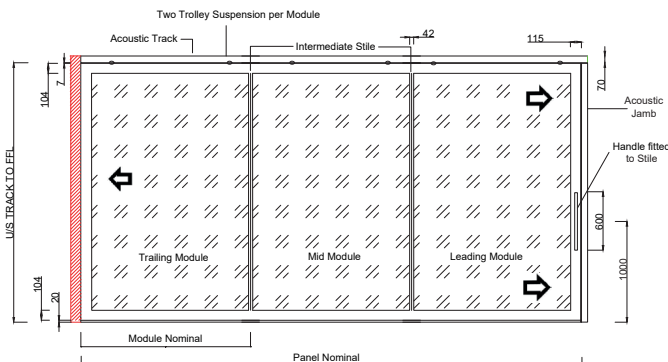 Two Trolley Suspension per Module
Acoustic Track
Intermediate Stile
42
115
104
7
70
Acoustic
Jamb
Handle fitted
to Stile
U/S TRACK TO FFL
600
1000
Trailing Module
Mid Module
Leading Module
104
20
Module Nominal
Panel Nominal